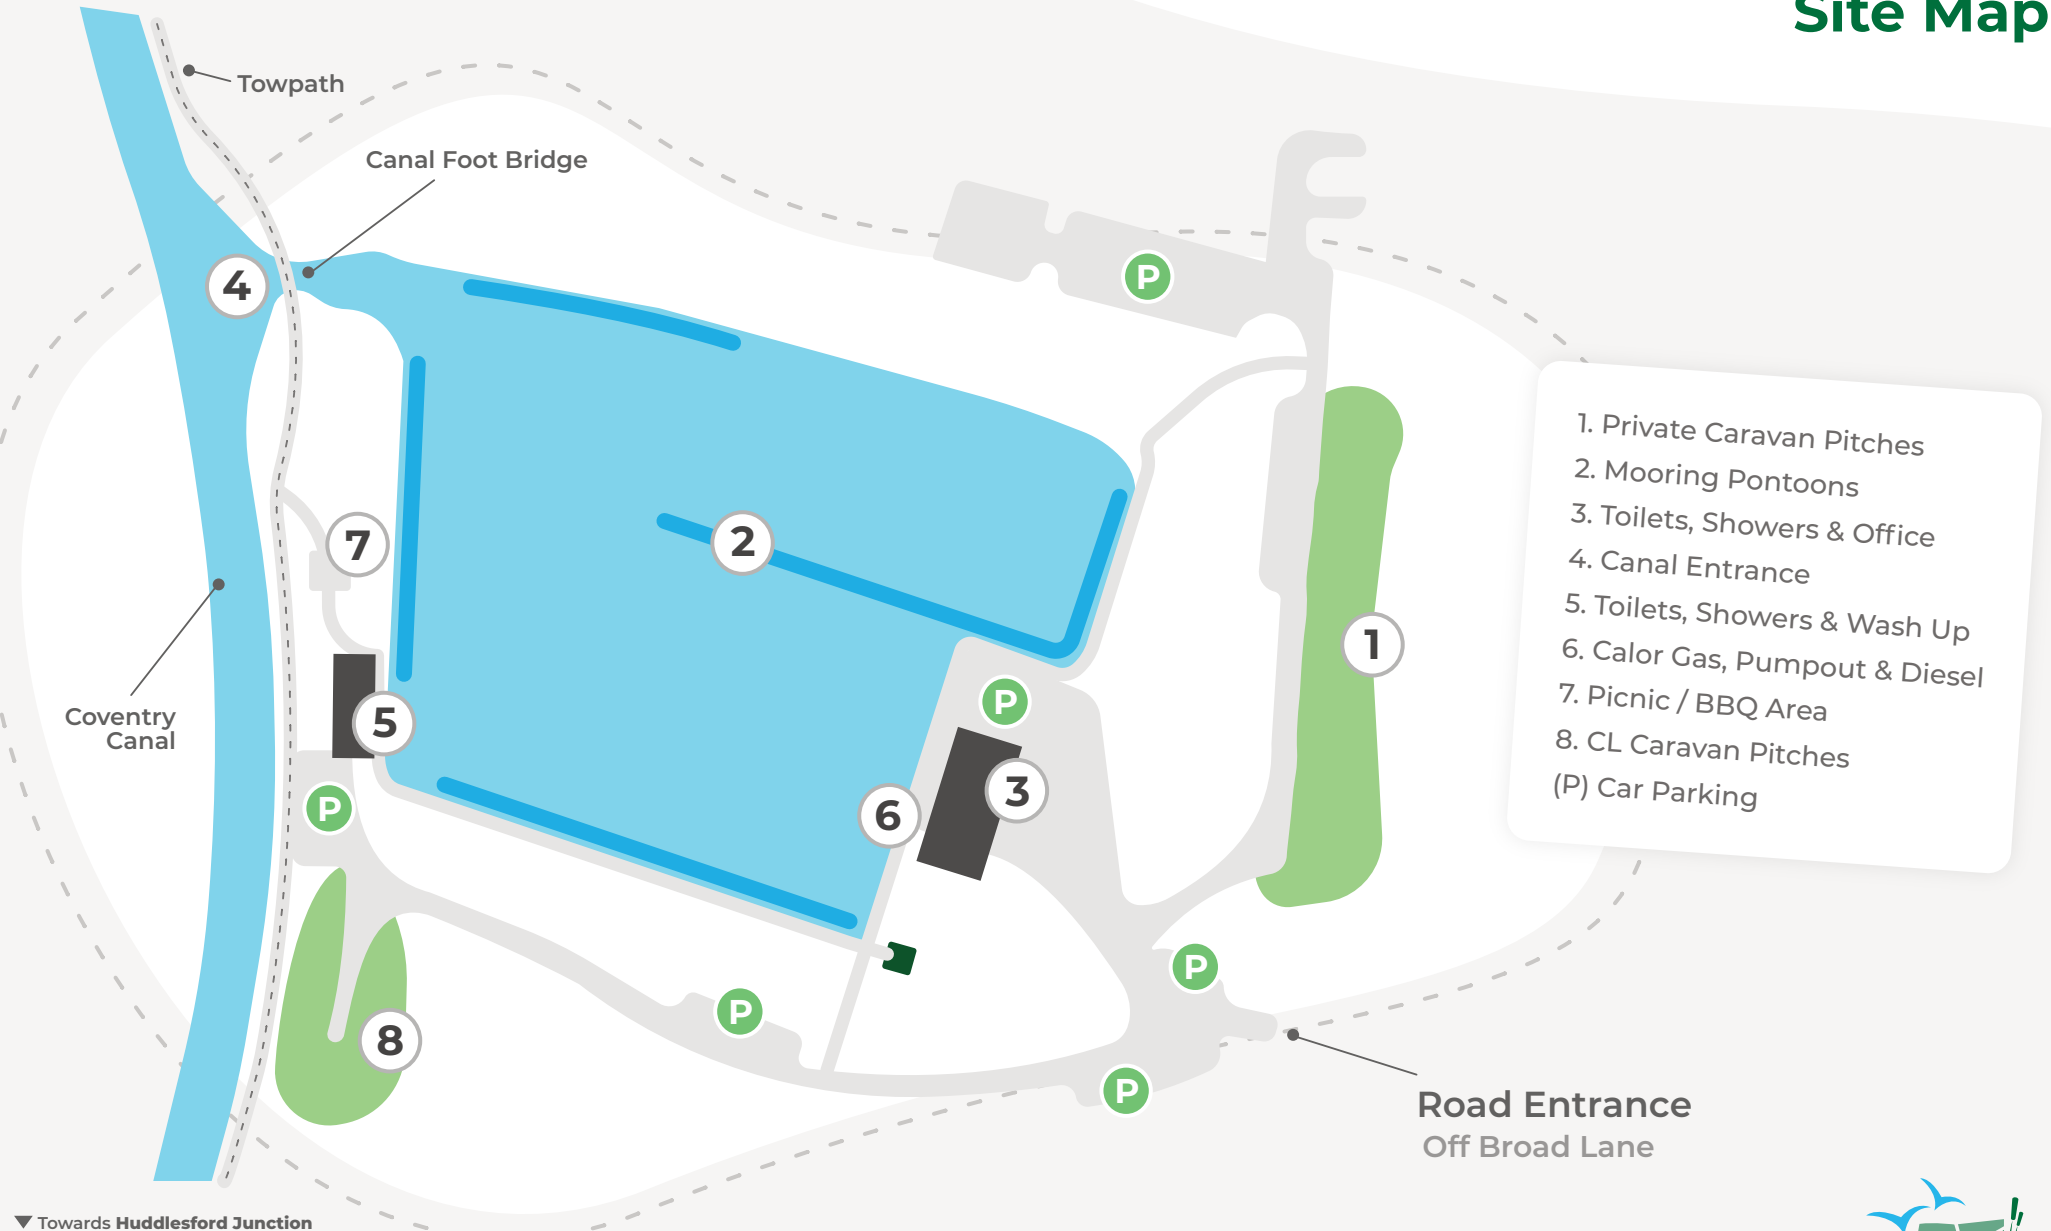 Site Map
Towpath
Canal Foot Bridge
P
4
1. Private Caravan Pitches
2. Mooring Pontoons
3. Toilets, Showers & Office
4. Canal Entrance
5. Toilets, Showers & Wash Up
6. Calor Gas, Pumpout & Diesel
7. Picnic / BBQ Area
8. CL Caravan Pitches
(P) Car Parking
2
7
1
P
Coventry
Canal
5
3
P
6
P
P
8
P
Road Entrance
Off Broad Lane
Towards Huddlesford Junction